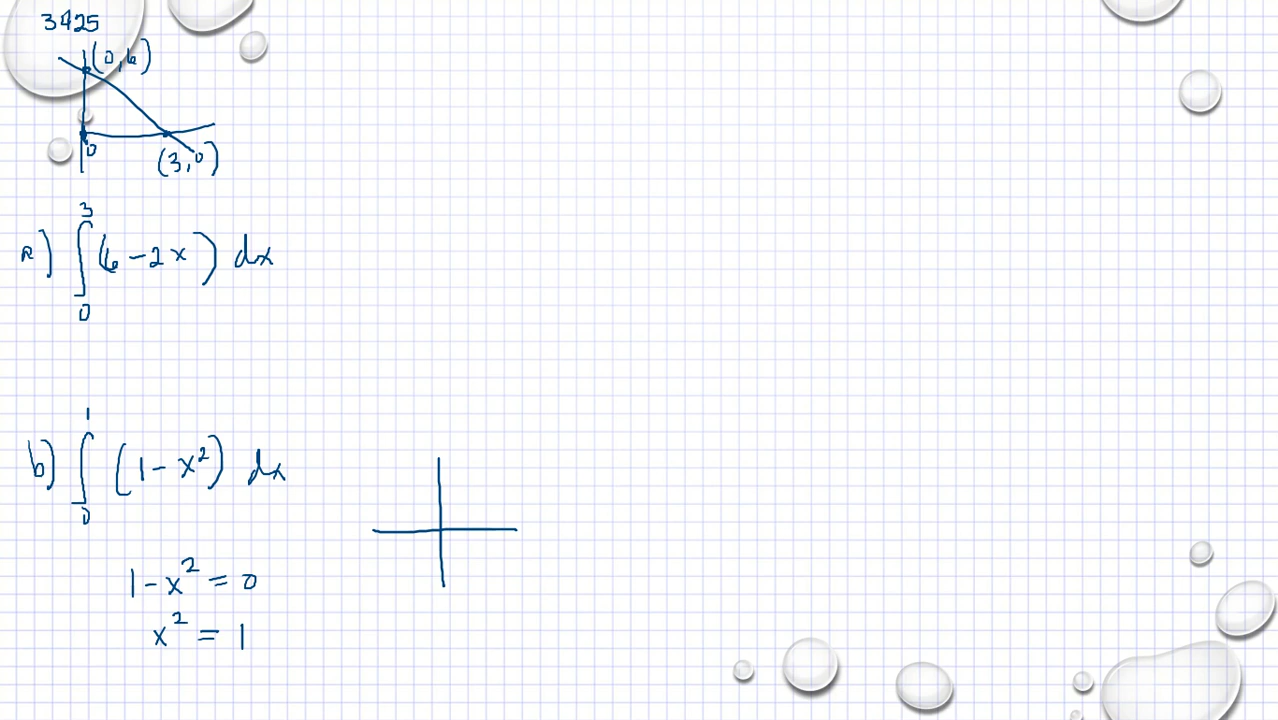 3425
(0,6)
0
(3,0)
a) ∫₀³ (6 - 2x) dx
b) ∫₀¹ (1 - x²) dx
1 - x² = 0
x² = 1